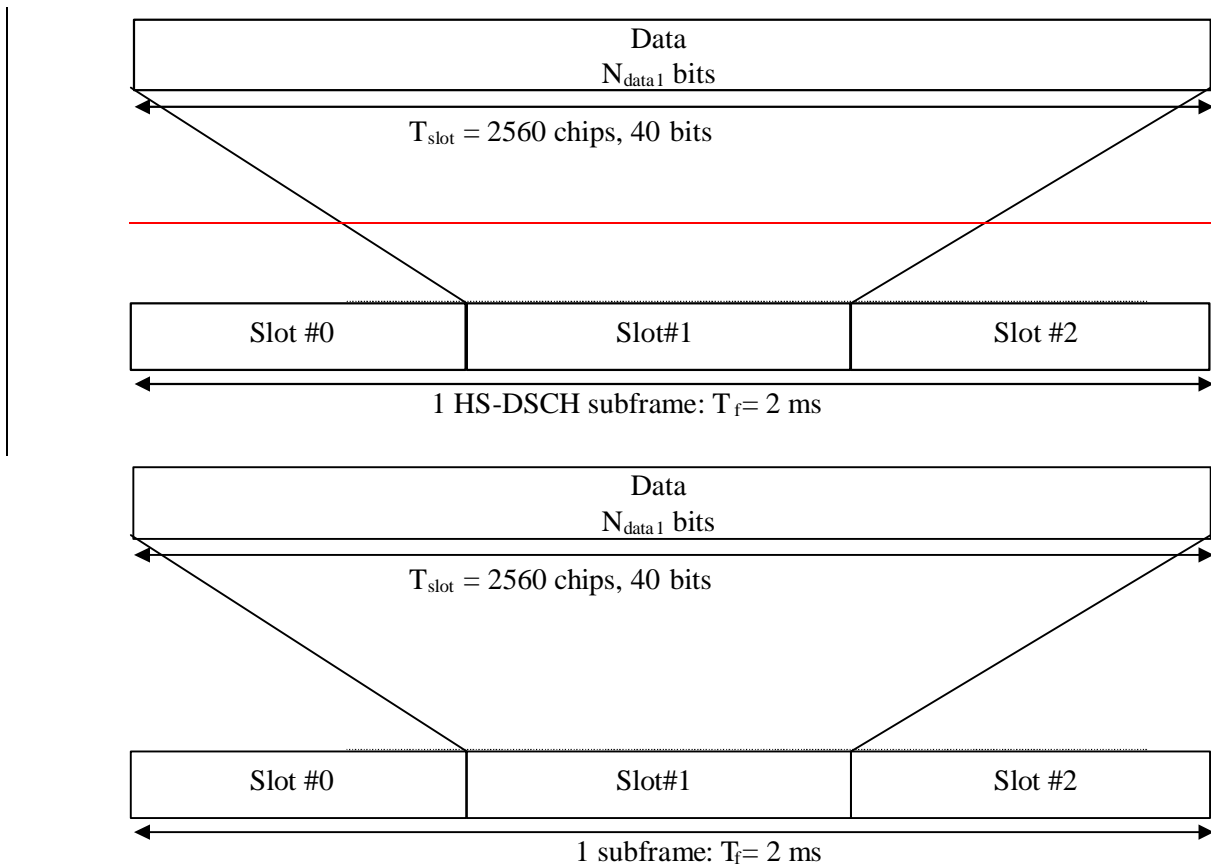 Data
Ndata1 bits
Tslot = 2560 chips, 40 bits
Slot #0 Slot#1 Slot #2
1 HS-DSCH subframe: Tf= 2 ms
Data
Ndata1 bits
Tslot = 2560 chips, 40 bits
Slot #0 Slot#1 Slot #2
1 subframe: Tf= 2 ms